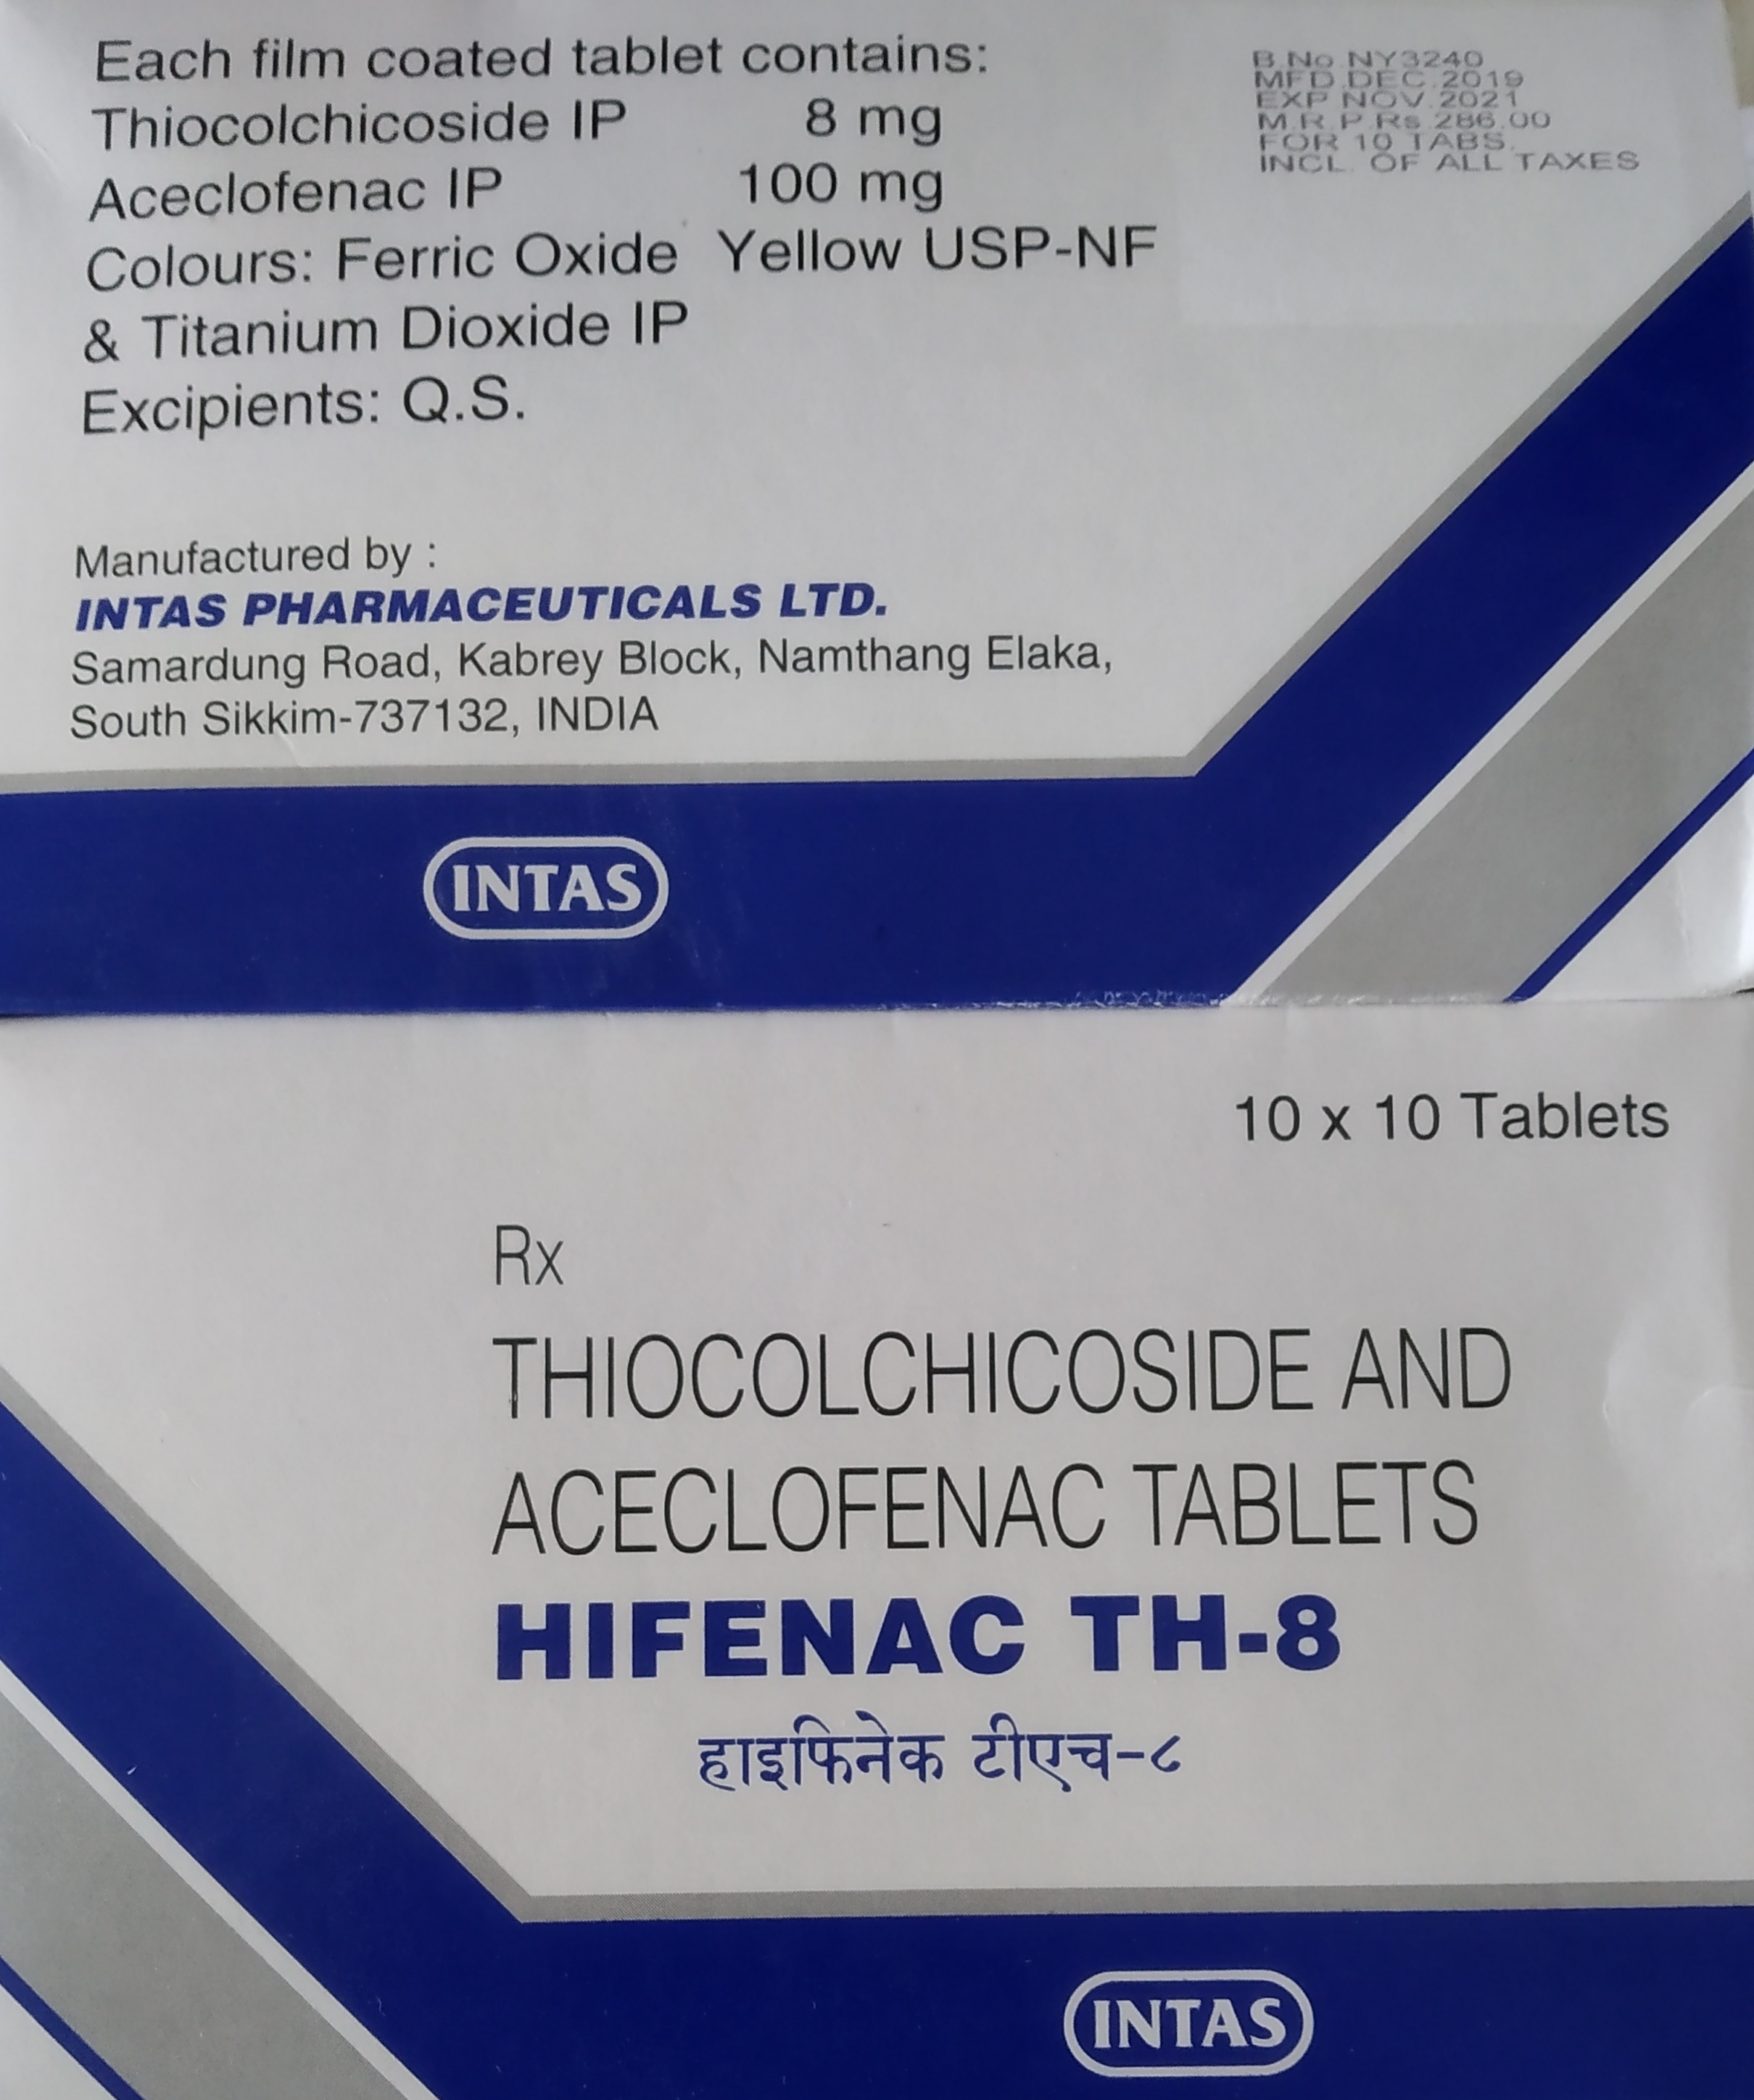 Each film coated tablet contains:
Thiocolchicoside IP 8 mg
Aceclofenac IP 100 mg
Colours: Ferric Oxide Yellow USP-NF
& Titanium Dioxide IP
Excipients: Q.S.
B.No.NY3240
MFD.DEC.2019
EXP NOV.2021
M.R.P.Rs.286.00
FOR 10 TABS.
INCL. OF ALL TAXES
Manufactured by :
INTAS PHARMACEUTICALS LTD.
Samardung Road, Kabrey Block, Namthang Elaka,
South Sikkim-737132, INDIA
INTAS
10 x 10 Tablets
Rx
THIOCOLCHICOSIDE AND
ACECLOFENAC TABLETS
HIFENAC TH-8
हाइफिनेक टीएच-८
INTAS